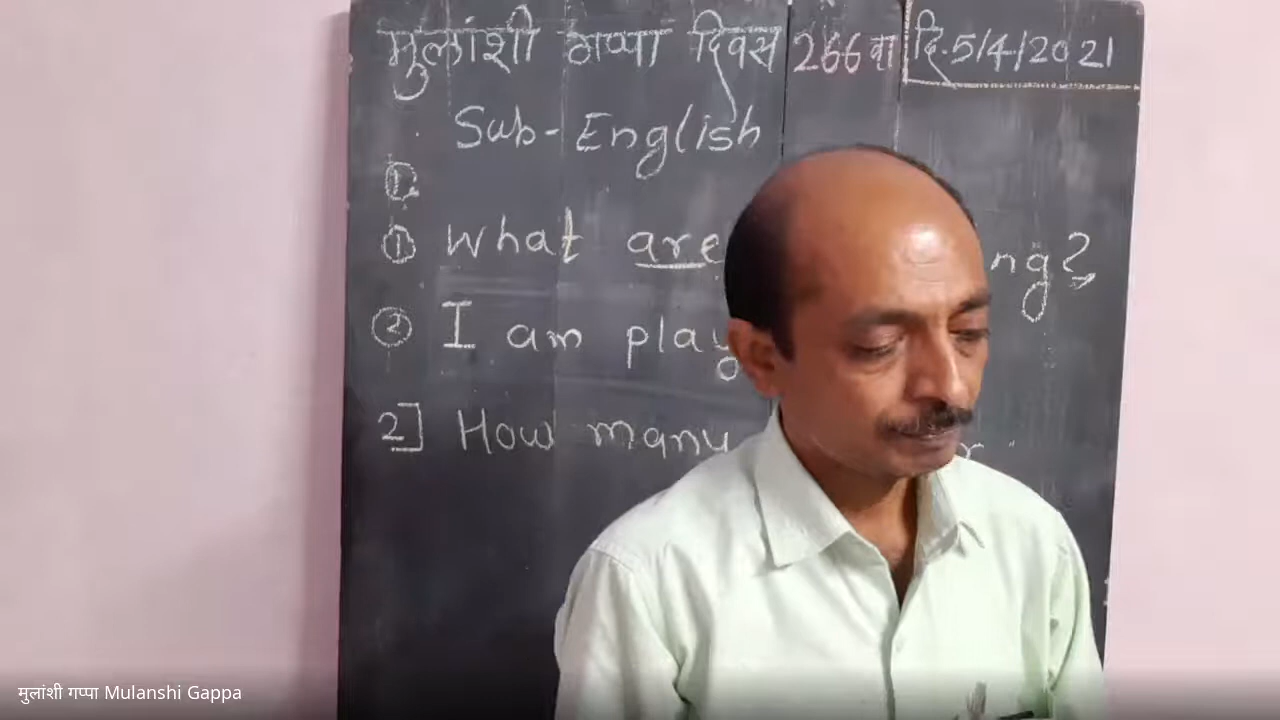 मुलांशी गप्पा दिवस 266वा दि.5/4/2021
Sub-English
①.
① What are ng?,
② I am play
2] How many r
मुलांशी गप्पा Mulanshi Gappa